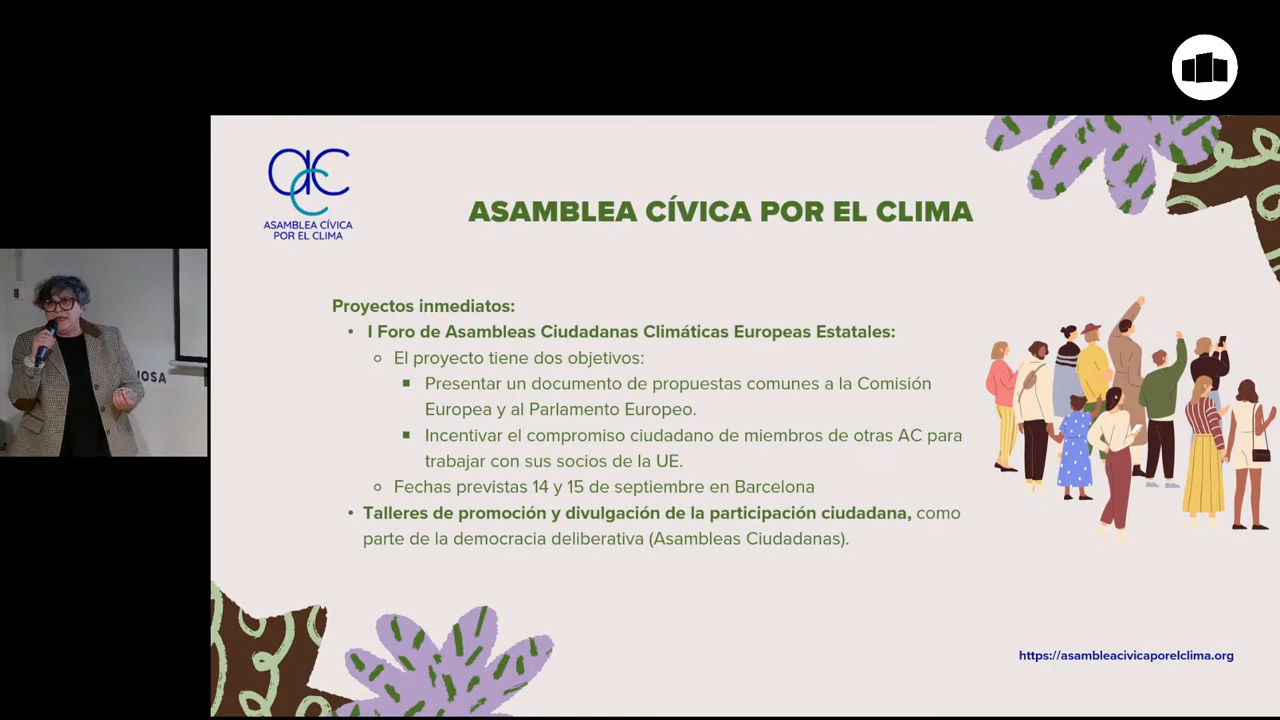 ASAMBLEA CÍVICA
POR EL CLIMA
ASAMBLEA CÍVICA POR EL CLIMA
Proyectos inmediatos:
• I Foro de Asambleas Ciudadanas Climáticas Europeas Estatales:
○ El proyecto tiene dos objetivos:
■ Presentar un documento de propuestas comunes a la Comisión
Europea y al Parlamento Europeo.
■ Incentivar el compromiso ciudadano de miembros de otras AC para
trabajar con sus socios de la UE.
○ Fechas previstas 14 y 15 de septiembre en Barcelona
• Talleres de promoción y divulgación de la participación ciudadana, como
parte de la democracia deliberativa (Asambleas Ciudadanas).
https://asambleacivicaporelclima.org